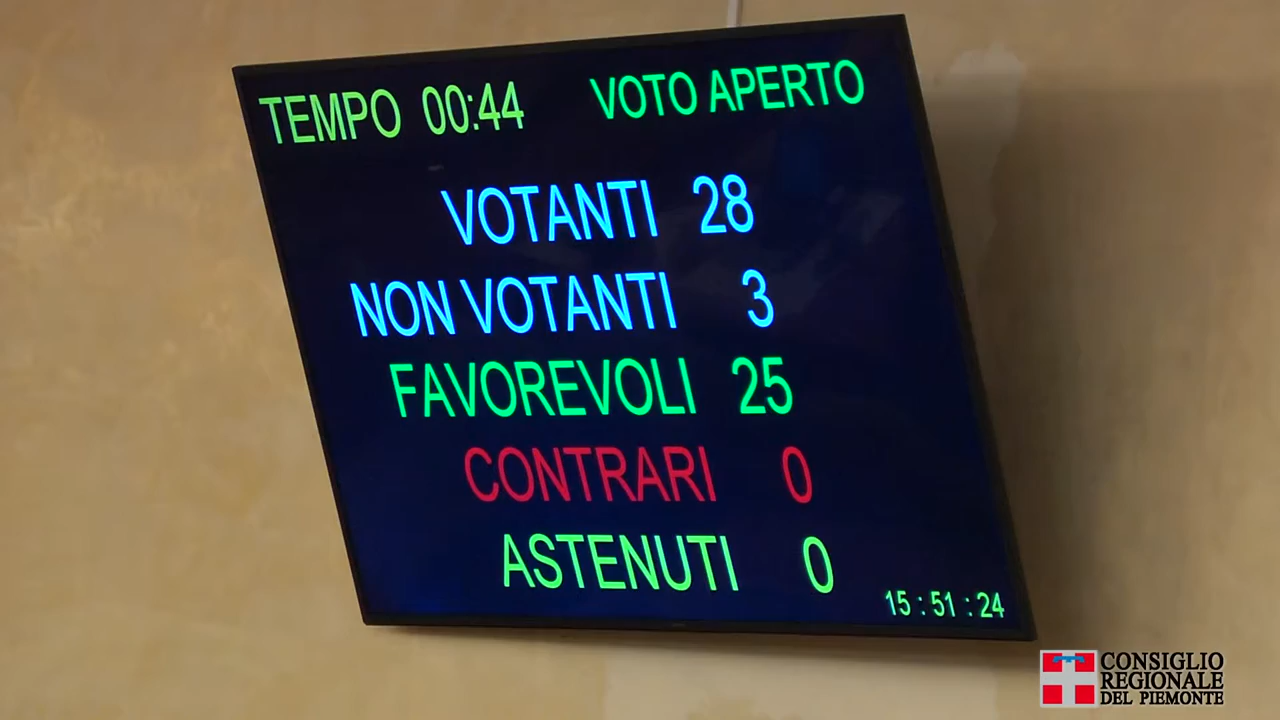 TEMPO 00:44 VOTO APERTO
VOTANTI 28
NON VOTANTI 3
FAVOREVOLI 25
CONTRARI 0
ASTENUTI 0
15 : 51 : 24
CONSIGLIO
REGIONALE
DEL PIEMONTE